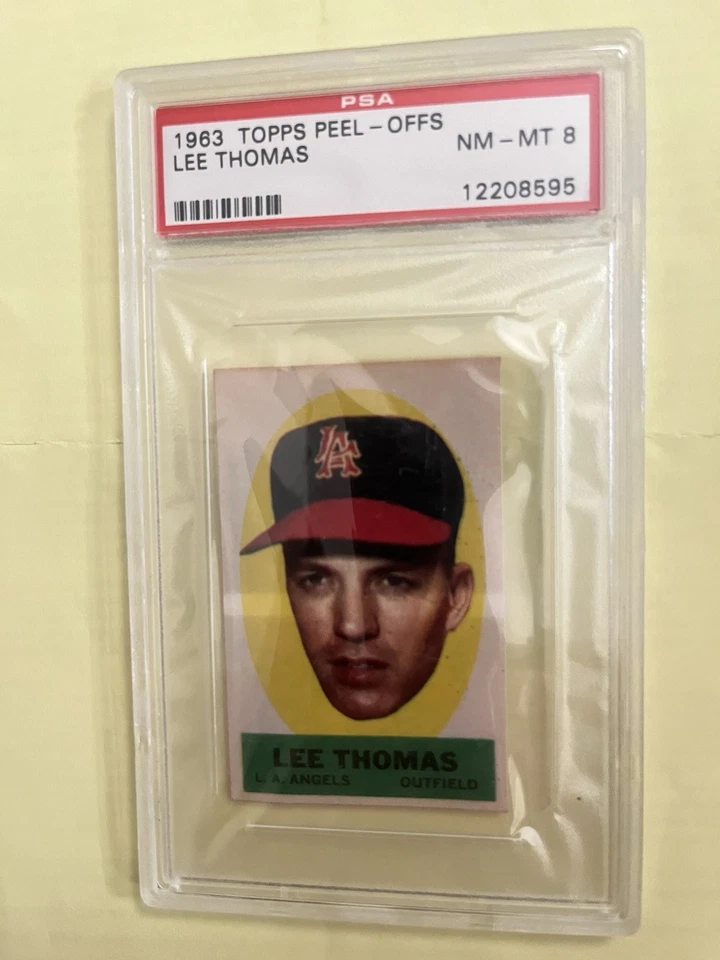 PSA
1963 TOPPS PEEL-OFFS NM-MT 8
LEE THOMAS
12208595
LA
LEE THOMAS
L. A. ANGELS OUTFIELD